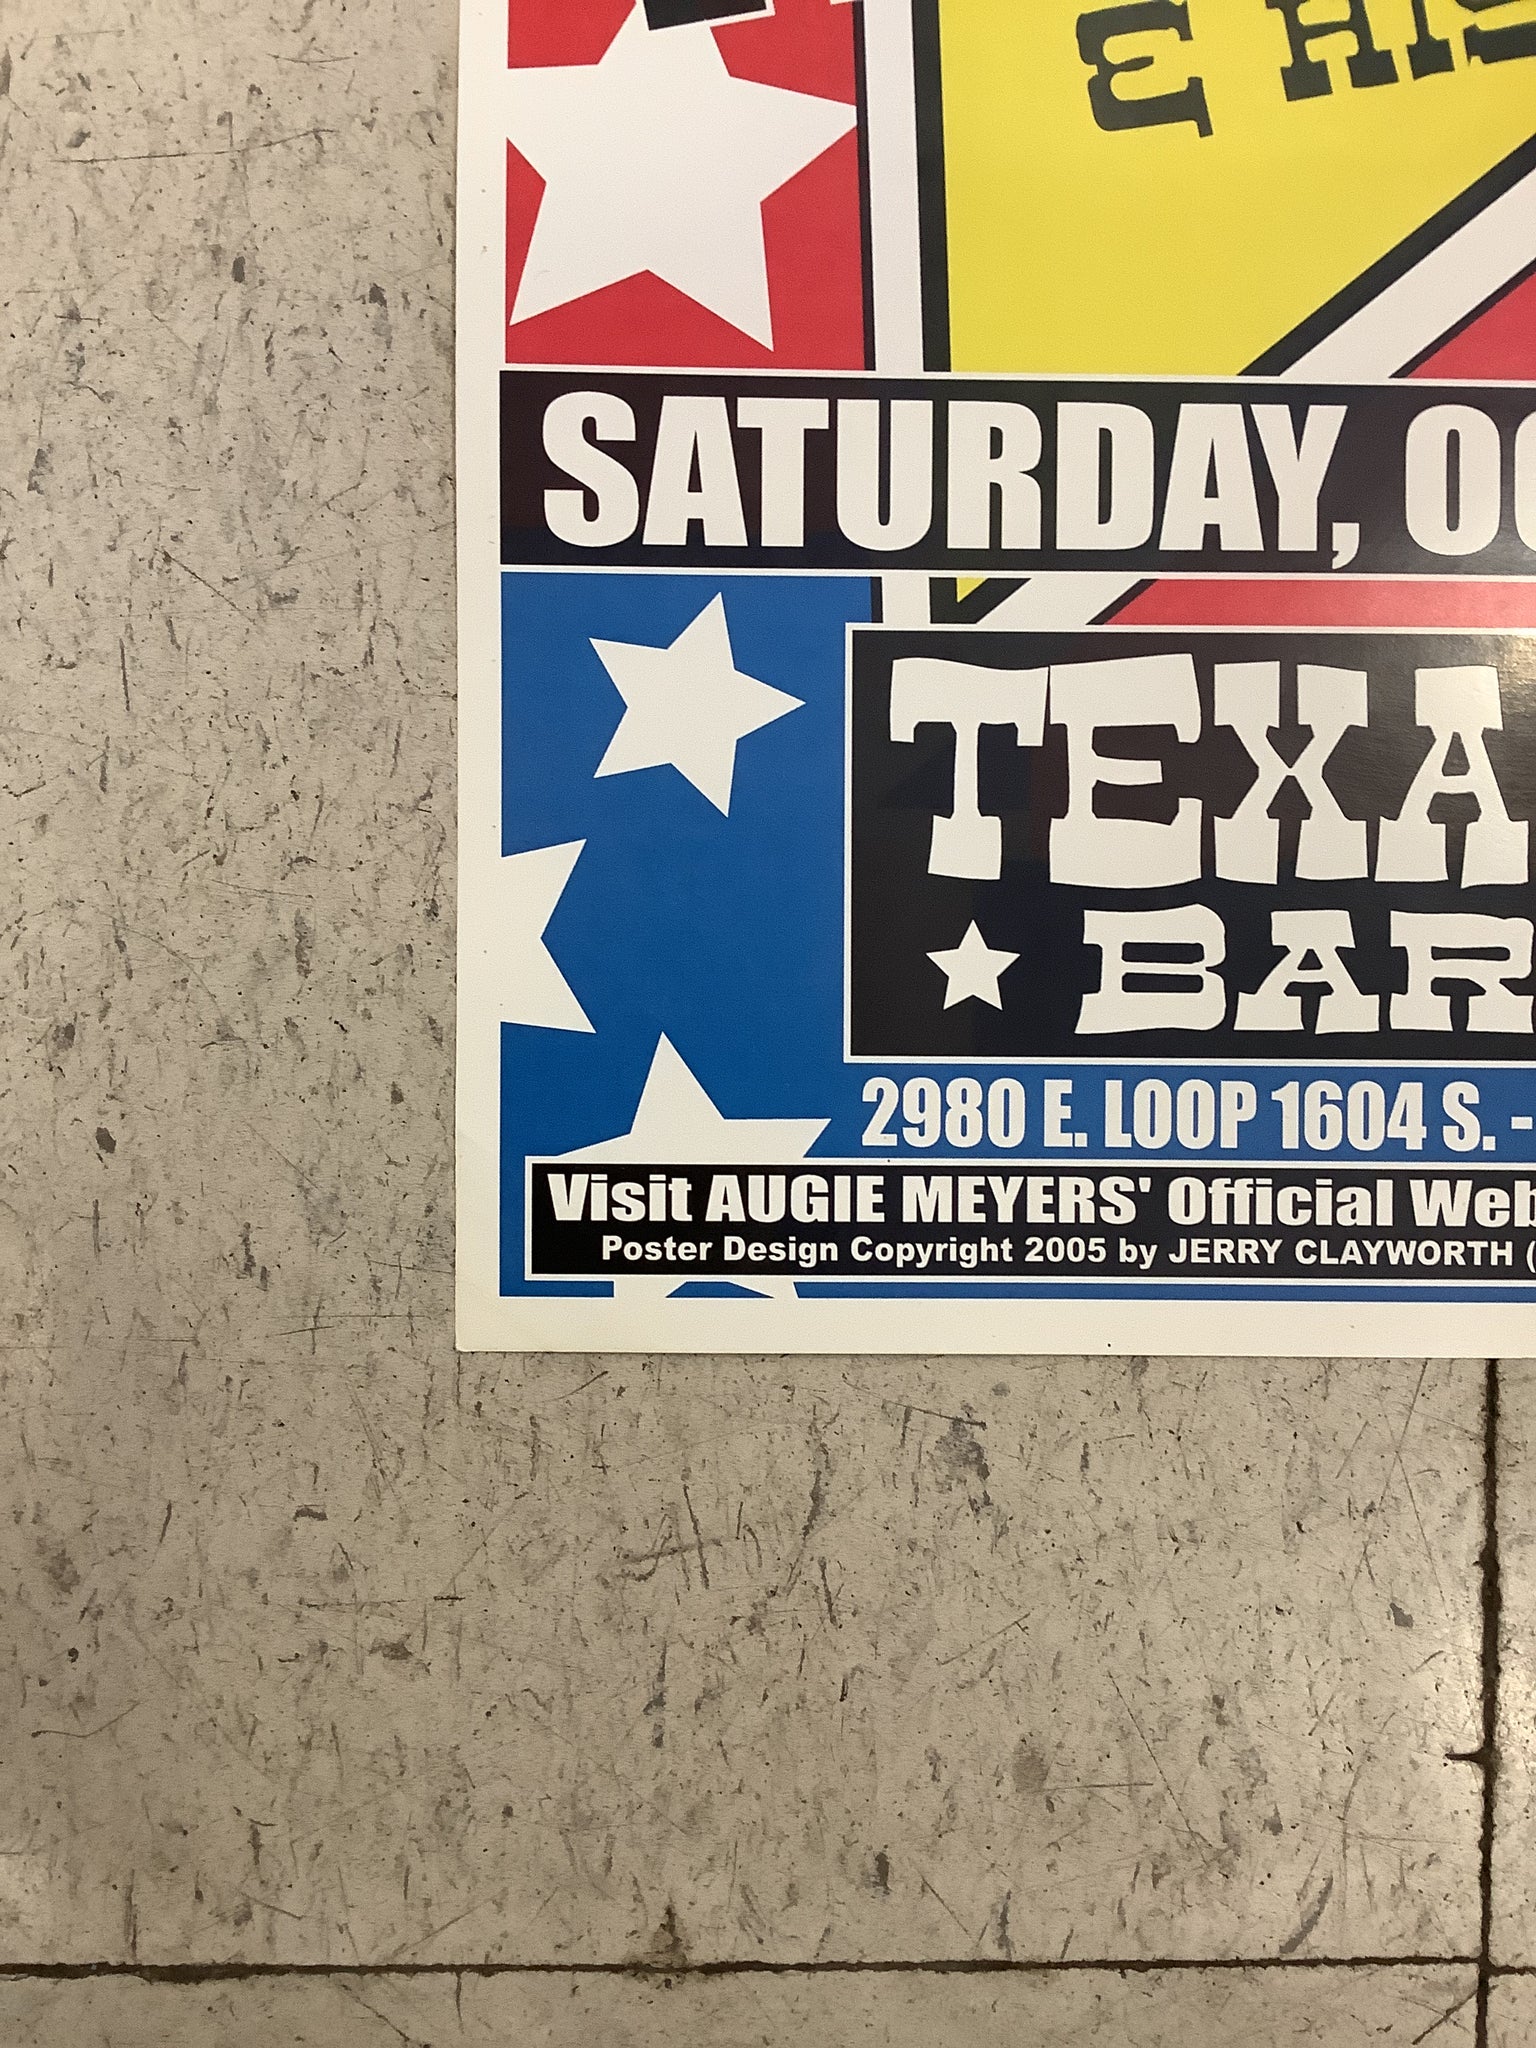 & HIS
SATURDAY, OC
TEXA
BAR
2980 E. LOOP 1604 S. -
Visit AUGIE MEYERS' Official Web
Poster Design Copyright 2005 by JERRY CLAYWORTH (